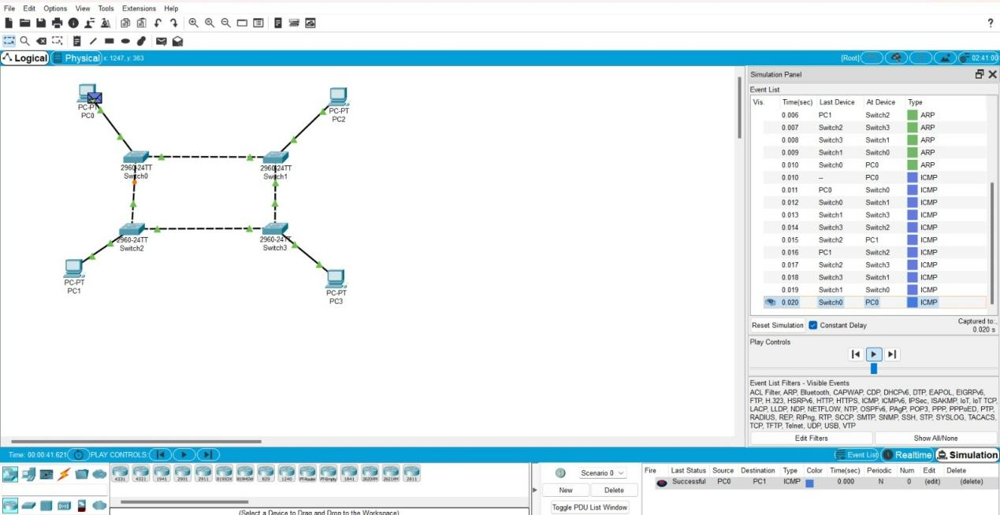 File Edit Options View Tools Extensions Help
?
Logical Physical x: 1247, y: 363 [Root] 02:41:00
Simulation Panel
Event List
Vis. Time(sec) Last Device At Device Type
0.006 PC1 Switch2 ARP
0.007 Switch2 Switch3 ARP
0.008 Switch3 Switch1 ARP
0.009 Switch1 Switch0 ARP
0.010 Switch0 PC0 ARP
0.010 -- PC0 ICMP
0.011 PC0 Switch0 ICMP
0.012 Switch0 Switch1 ICMP
0.013 Switch1 Switch3 ICMP
0.014 Switch3 Switch2 ICMP
0.015 Switch2 PC1 ICMP
0.016 PC1 Switch2 ICMP
0.017 Switch2 Switch3 ICMP
0.018 Switch3 Switch1 ICMP
0.019 Switch1 Switch0 ICMP
0.020 Switch0 PC0 ICMP
Reset Simulation Constant Delay Captured to:,
0.020 s
Play Controls
Event List Filters - Visible Events
ACL Filter, ARP, Bluetooth, CAPWAP, CDP, DHCPv6, DTP, EAPOL, EIGRPv6,
FTP, H.323, HSRPv6, HTTP, HTTPS, ICMP, ICMPv6, IPSec, ISAKMP, IoT, IoT TCP,
LACP, LLDP, NDP, NETFLOW, NTP, OSPFv6, PAgP, POP3, PPP, PPPoED, PTP,
RADIUS, REP, RIPng, RTP, SCCP, SMTP, SNMP, SSH, STP, SYSLOG, TACACS,
TCP, TFTP, Telnet, UDP, USB, VTP
Edit Filters Show All/None
PC-PT
PC0
PC-PT
PC2
2960-24TT
Switch0
2960-24TT
Switch1
2960-24TT
Switch2
2960-24TT
Switch3
PC-PT
PC1
PC-PT
PC3
Time: 00:00:41.621 PLAY CONTROLS: Event List Realtime Simulation
4331 4321 1941 2901 2911 819IOX 819HGW 829 1240 PT-Router PT-Empty 1841 2620XM 2621XM 2811
(Select a Device to Drag and Drop to the Workspace)
Scenario 0
New Delete
Toggle PDU List Window
Fire Last Status Source Destination Type Color Time(sec) Periodic Num Edit Delete
Successful PC0 PC1 ICMP 0.000 N 0 (edit) (delete)